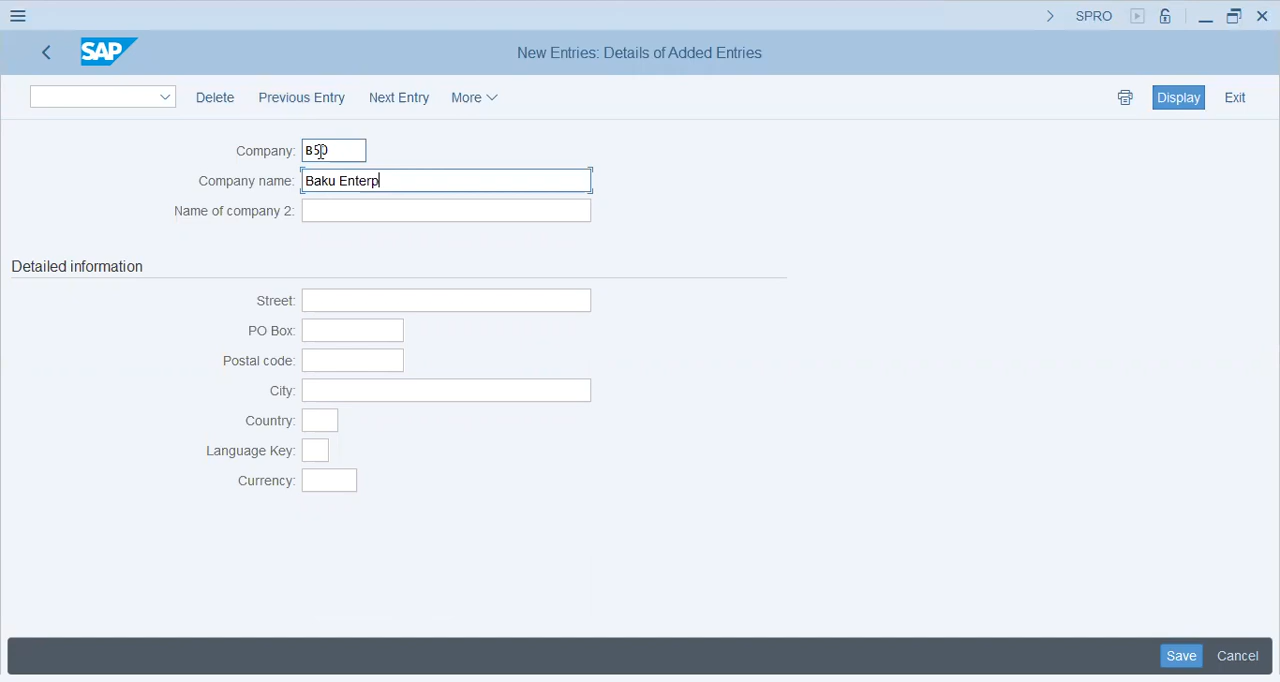 SPRO
SAP New Entries: Details of Added Entries
Delete Previous Entry Next Entry More Display Exit
Company: B50
Company name: Baku Enterp
Name of company 2:
Detailed information
Street:
PO Box:
Postal code:
City:
Country:
Language Key:
Currency:
Save Cancel